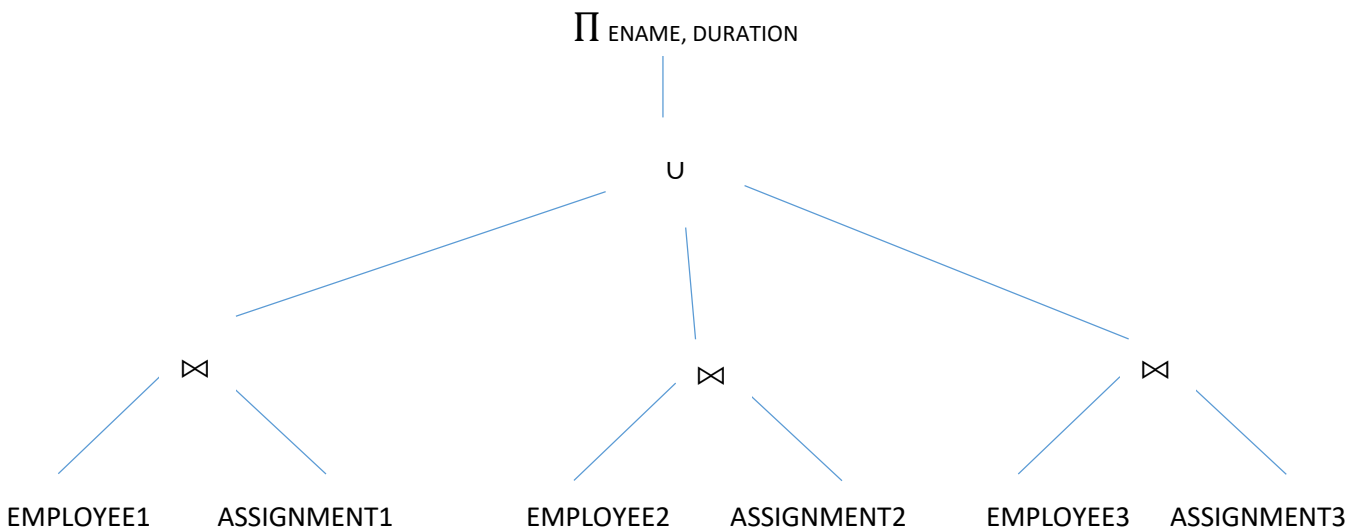 ∏ ENAME, DURATION
∪
⋈ ⋈ ⋈
EMPLOYEE1 ASSIGNMENT1 EMPLOYEE2 ASSIGNMENT2 EMPLOYEE3 ASSIGNMENT3